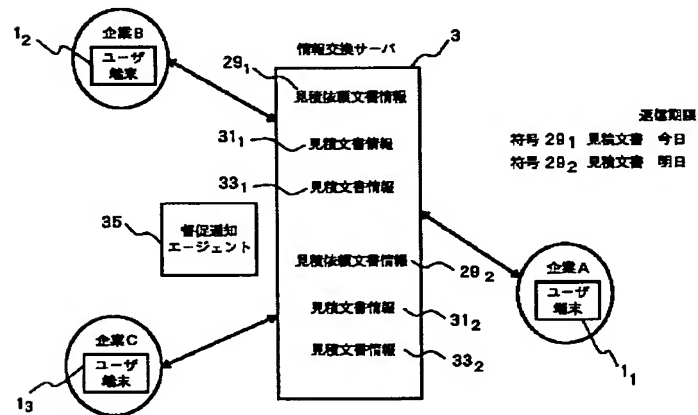 1₂
企業B
ユーザ
端末
情報交換サーバ
3
29₁
見積依頼文書情報
31₁
見積文書情報
33₁
見積文書情報
返信期限
符号 29₁ 見積文書 今日
符号 29₂ 見積文書 明日
35
督促通知
エージェント
見積依頼文書情報
29₂
見積文書情報
31₂
見積文書情報
33₂
企業A
ユーザ
端末
1₁
企業C
ユーザ
端末
1₃